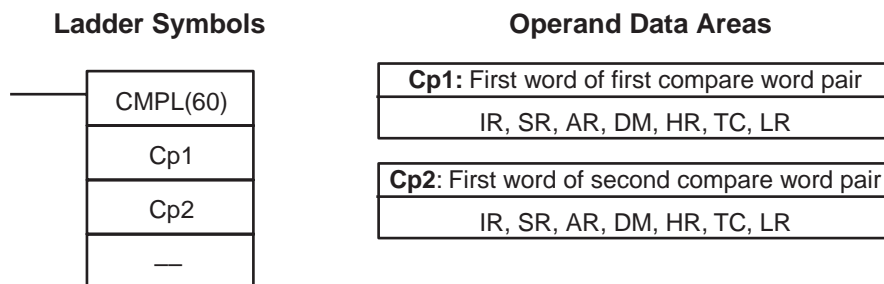 Ladder Symbols
CMPL(60)
Cp1
Cp2
—
Operand Data Areas
Cp1: First word of first compare word pair
IR, SR, AR, DM, HR, TC, LR
Cp2: First word of second compare word pair
IR, SR, AR, DM, HR, TC, LR